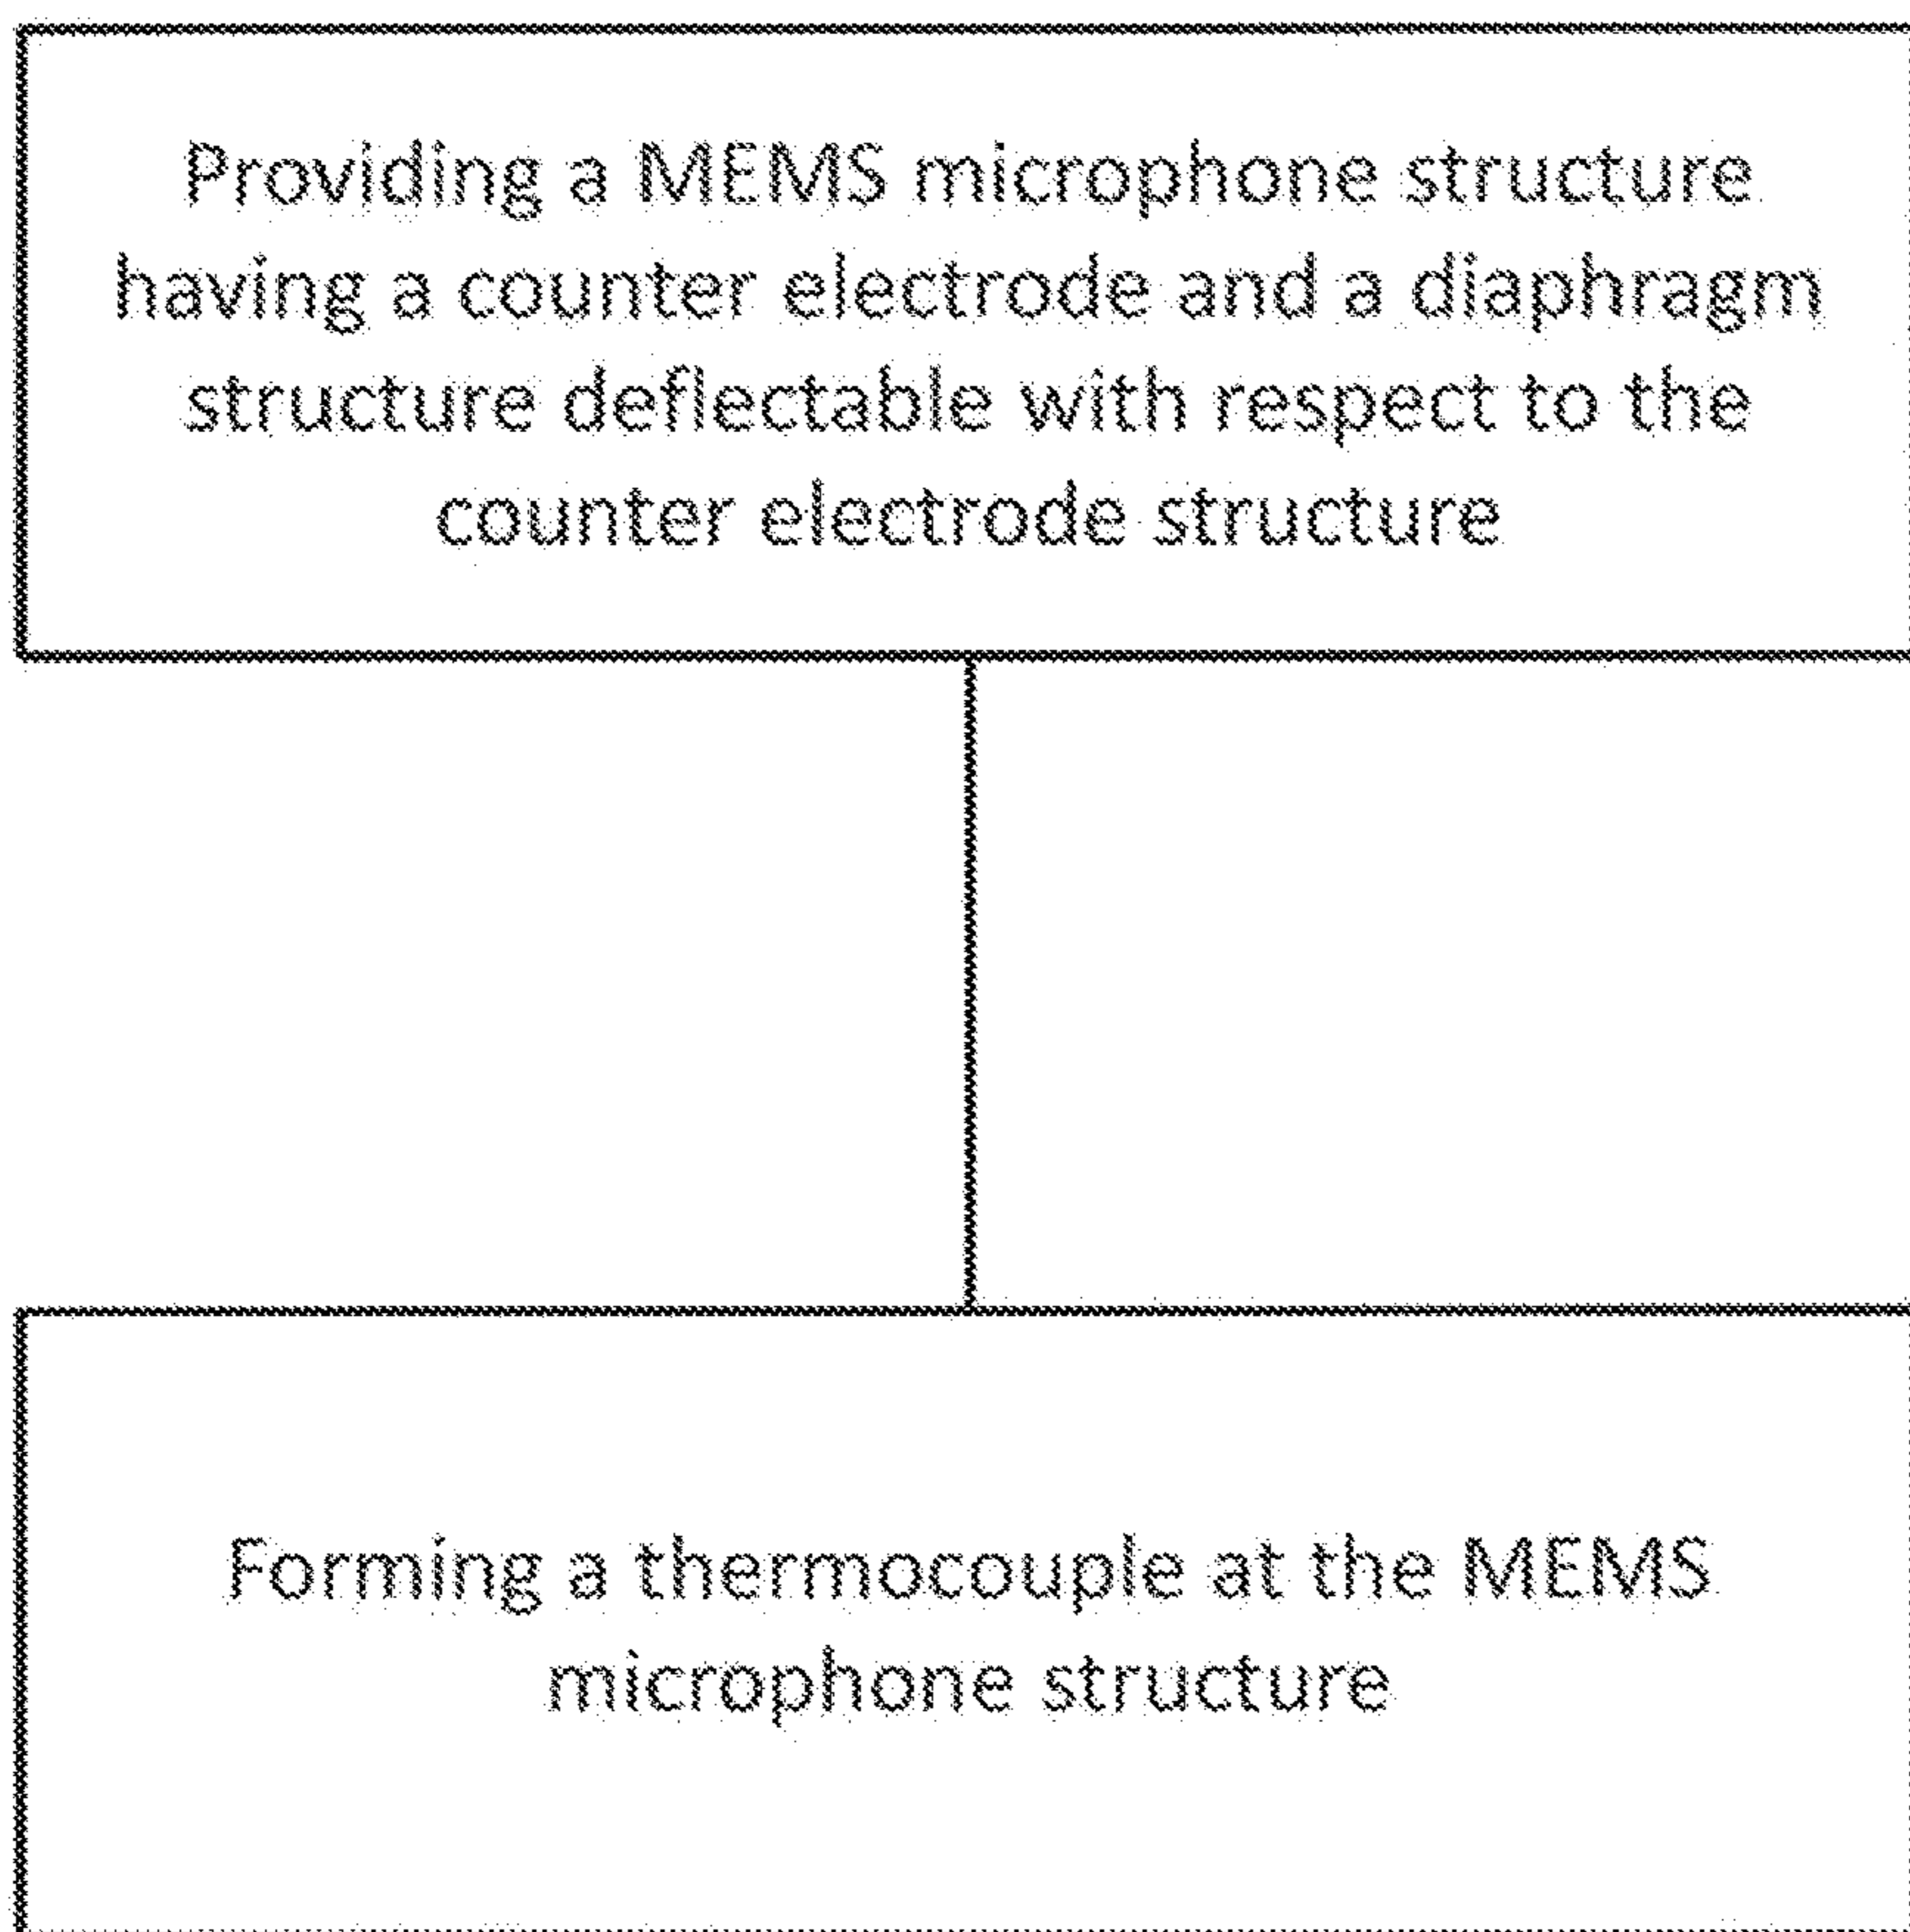 Providing a MEMS microphone structure
having a counter electrode and a diaphragm
structure deflectable with respect to the
counter electrode structure
Forming a thermocouple at the MEMS
microphone structure